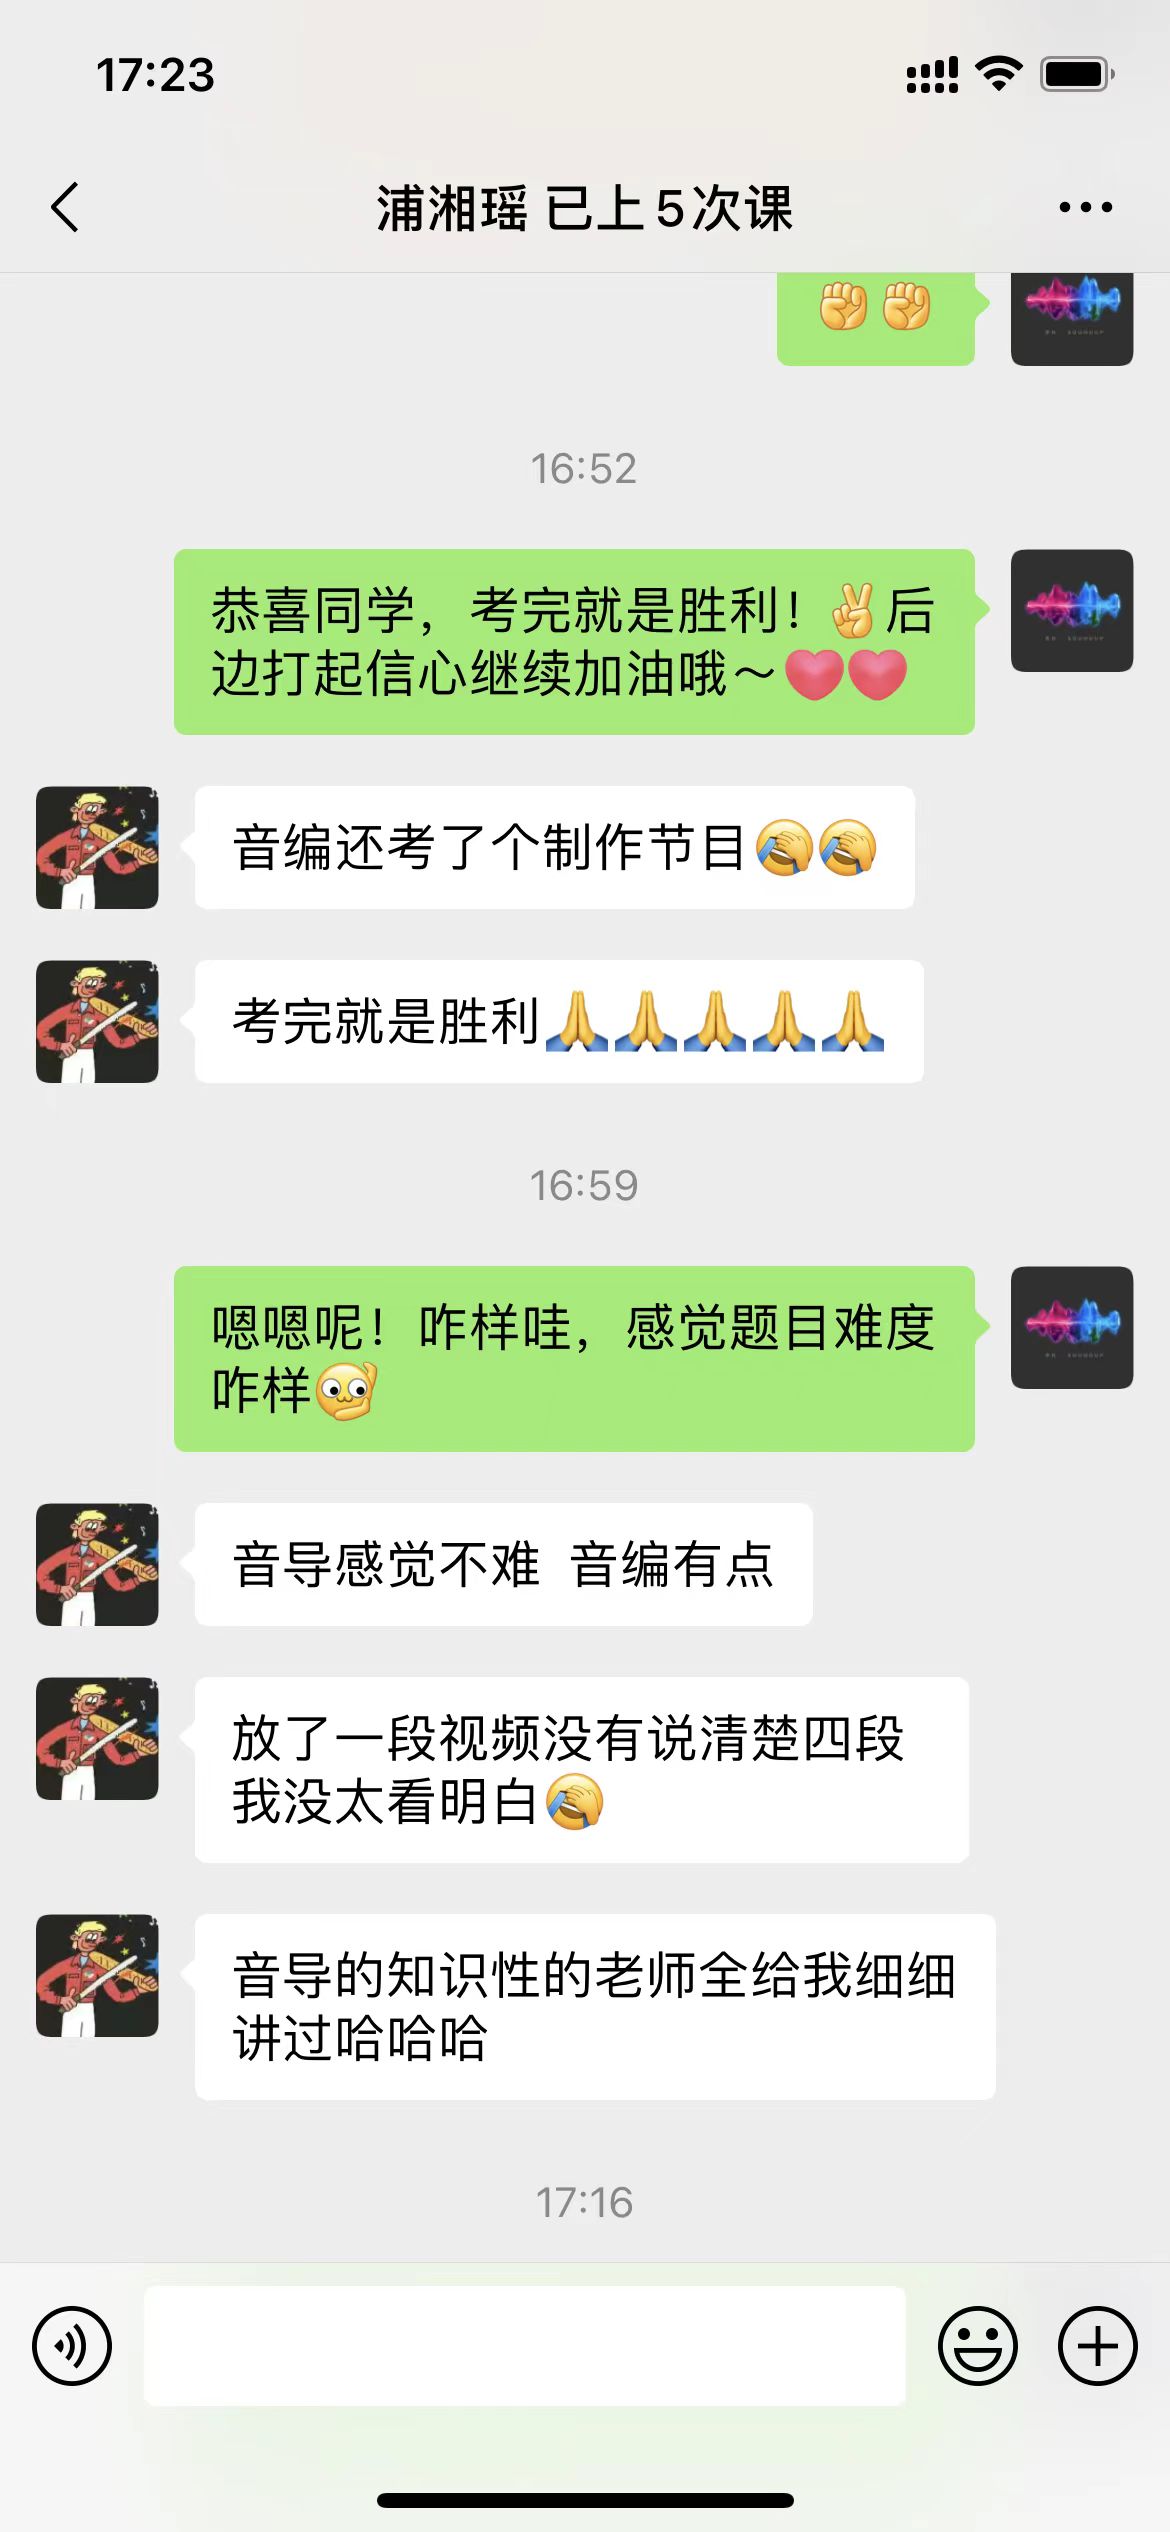 17:23
浦湘瑶 已上5次课
✊✊
16:52
恭喜同学，考完就是胜利！✌️后
边打起信心继续加油哦～❤️❤️
音编还考了个制作节目🤦🤦
考完就是胜利🙏🙏🙏🙏🙏
16:59
嗯嗯呢！咋样哇，感觉题目难度
咋样
音导感觉不难 音编有点
放了一段视频没有说清楚四段
我没太看明白🤦
音导的知识性的老师全给我细细
讲过哈哈哈
17:16